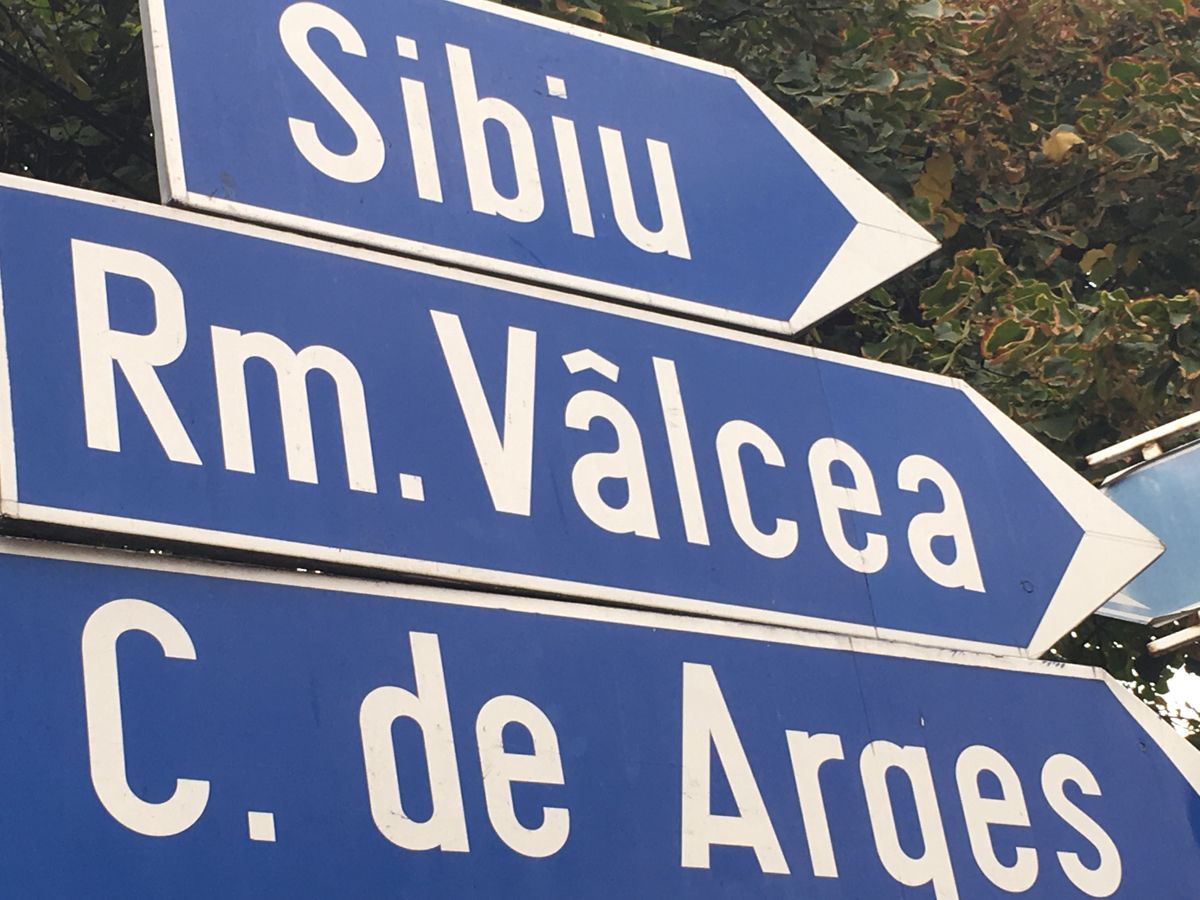 Sibiu
Rm. Vâlcea
C. de Arges